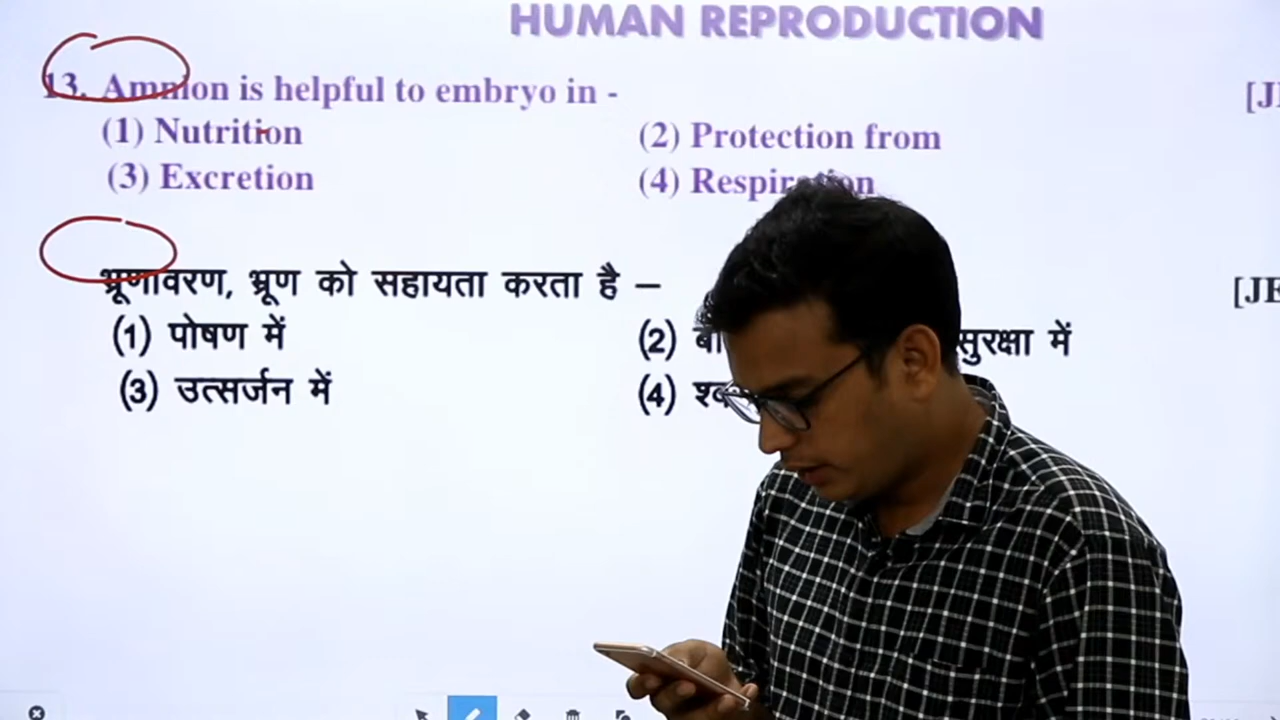 HUMAN REPRODUCTION
13. Amnion is helpful to embryo in - [J
(1) Nutrition (2) Protection from
(3) Excretion (4) Respiration
भ्रूणावरण, भ्रूण को सहायता करता है – [JE
(1) पोषण में (2) सुरक्षा में
(3) उत्सर्जन में (4)